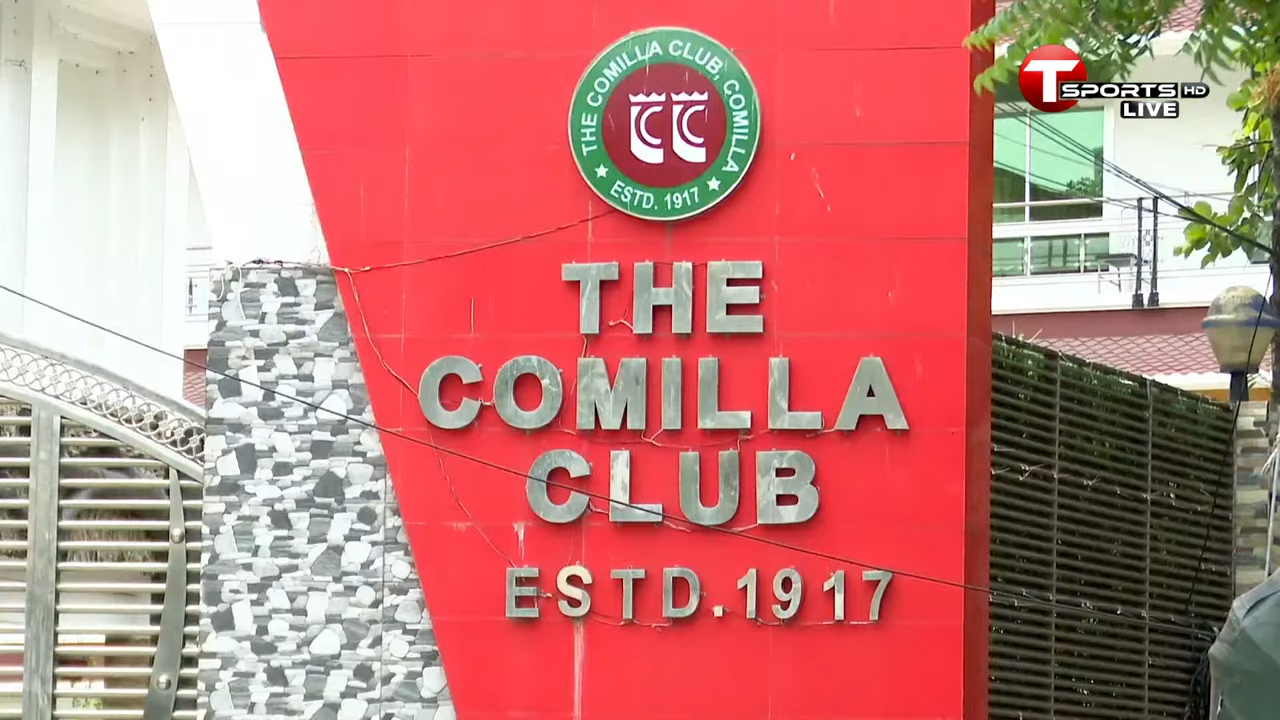 THE COMILLA CLUB, COMILLA
CC
ESTD. 1917
THE
COMILLA
CLUB
ESTD.1917
T SPORTS HD
LIVE